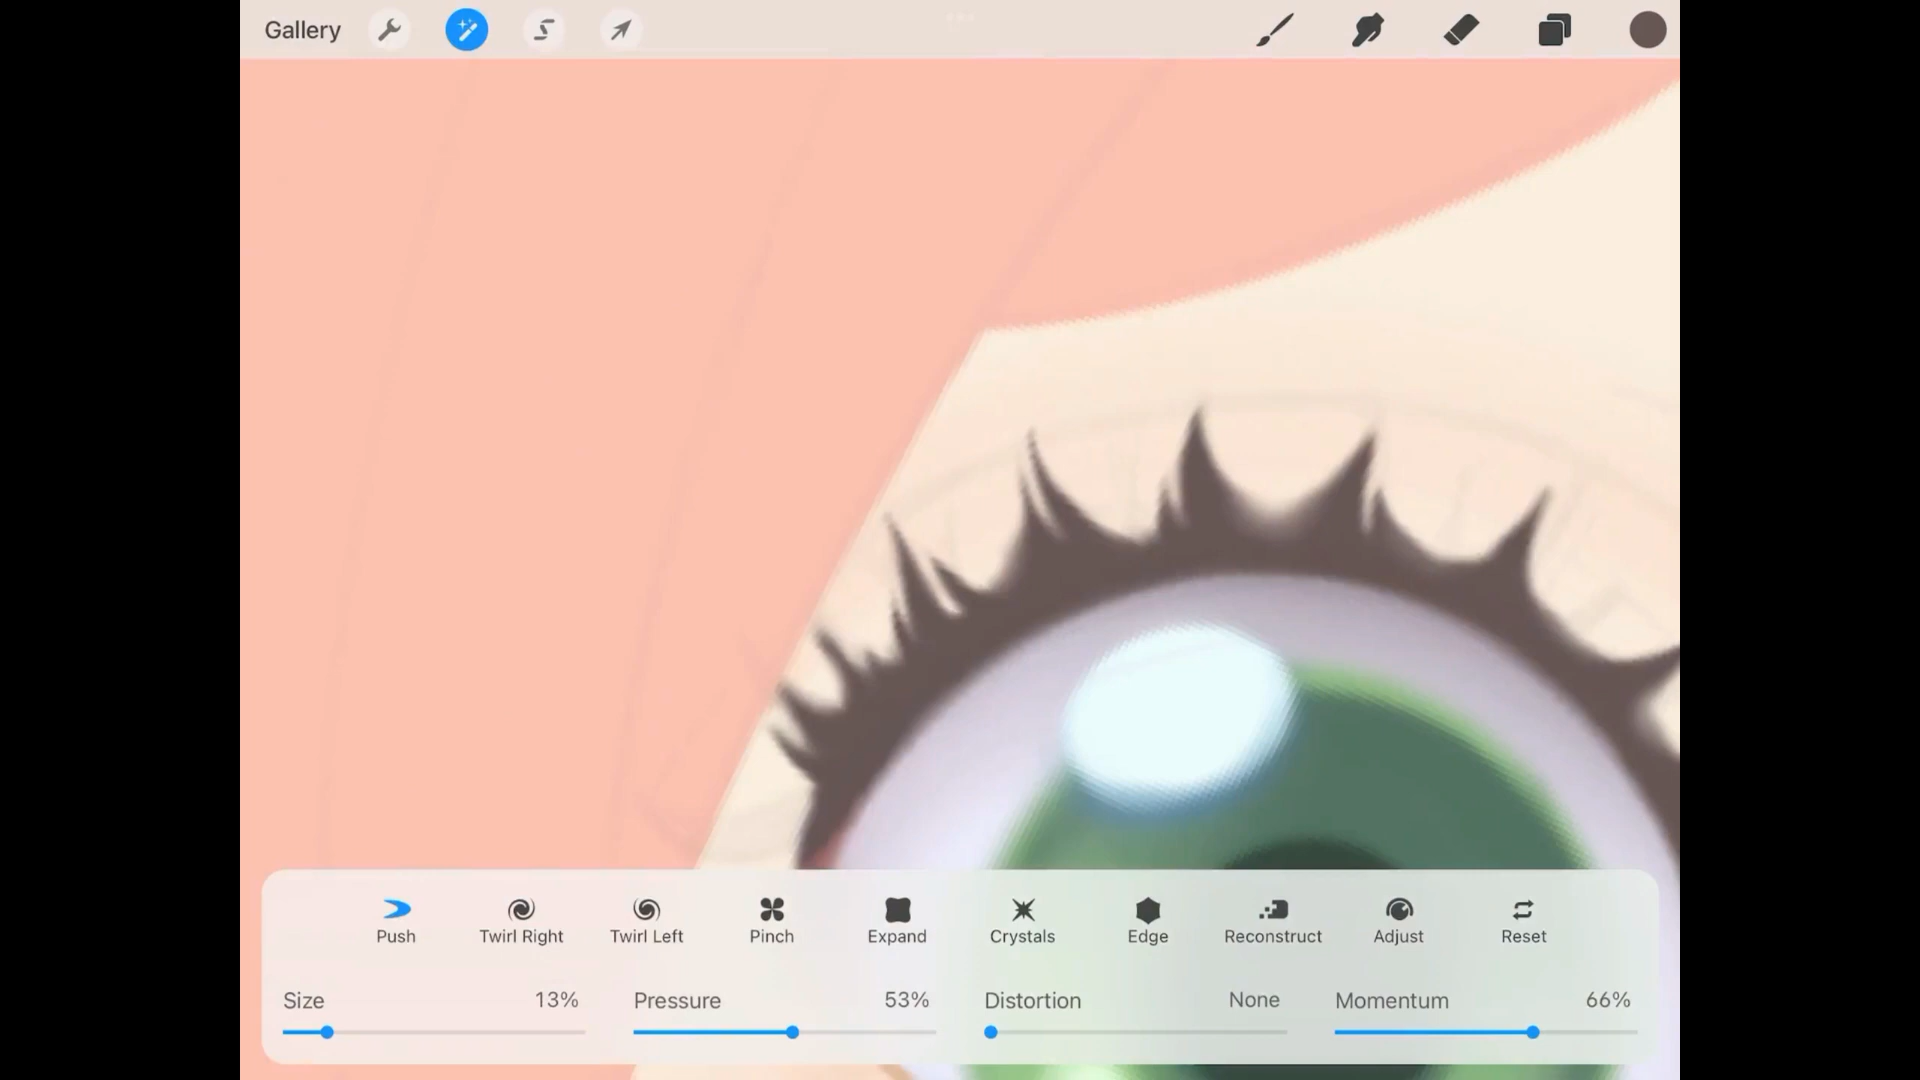 Gallery
Push Twirl Right Twirl Left Pinch Expand Crystals Edge Reconstruct Adjust Reset
Size 13% Pressure 53% Distortion None Momentum 66%